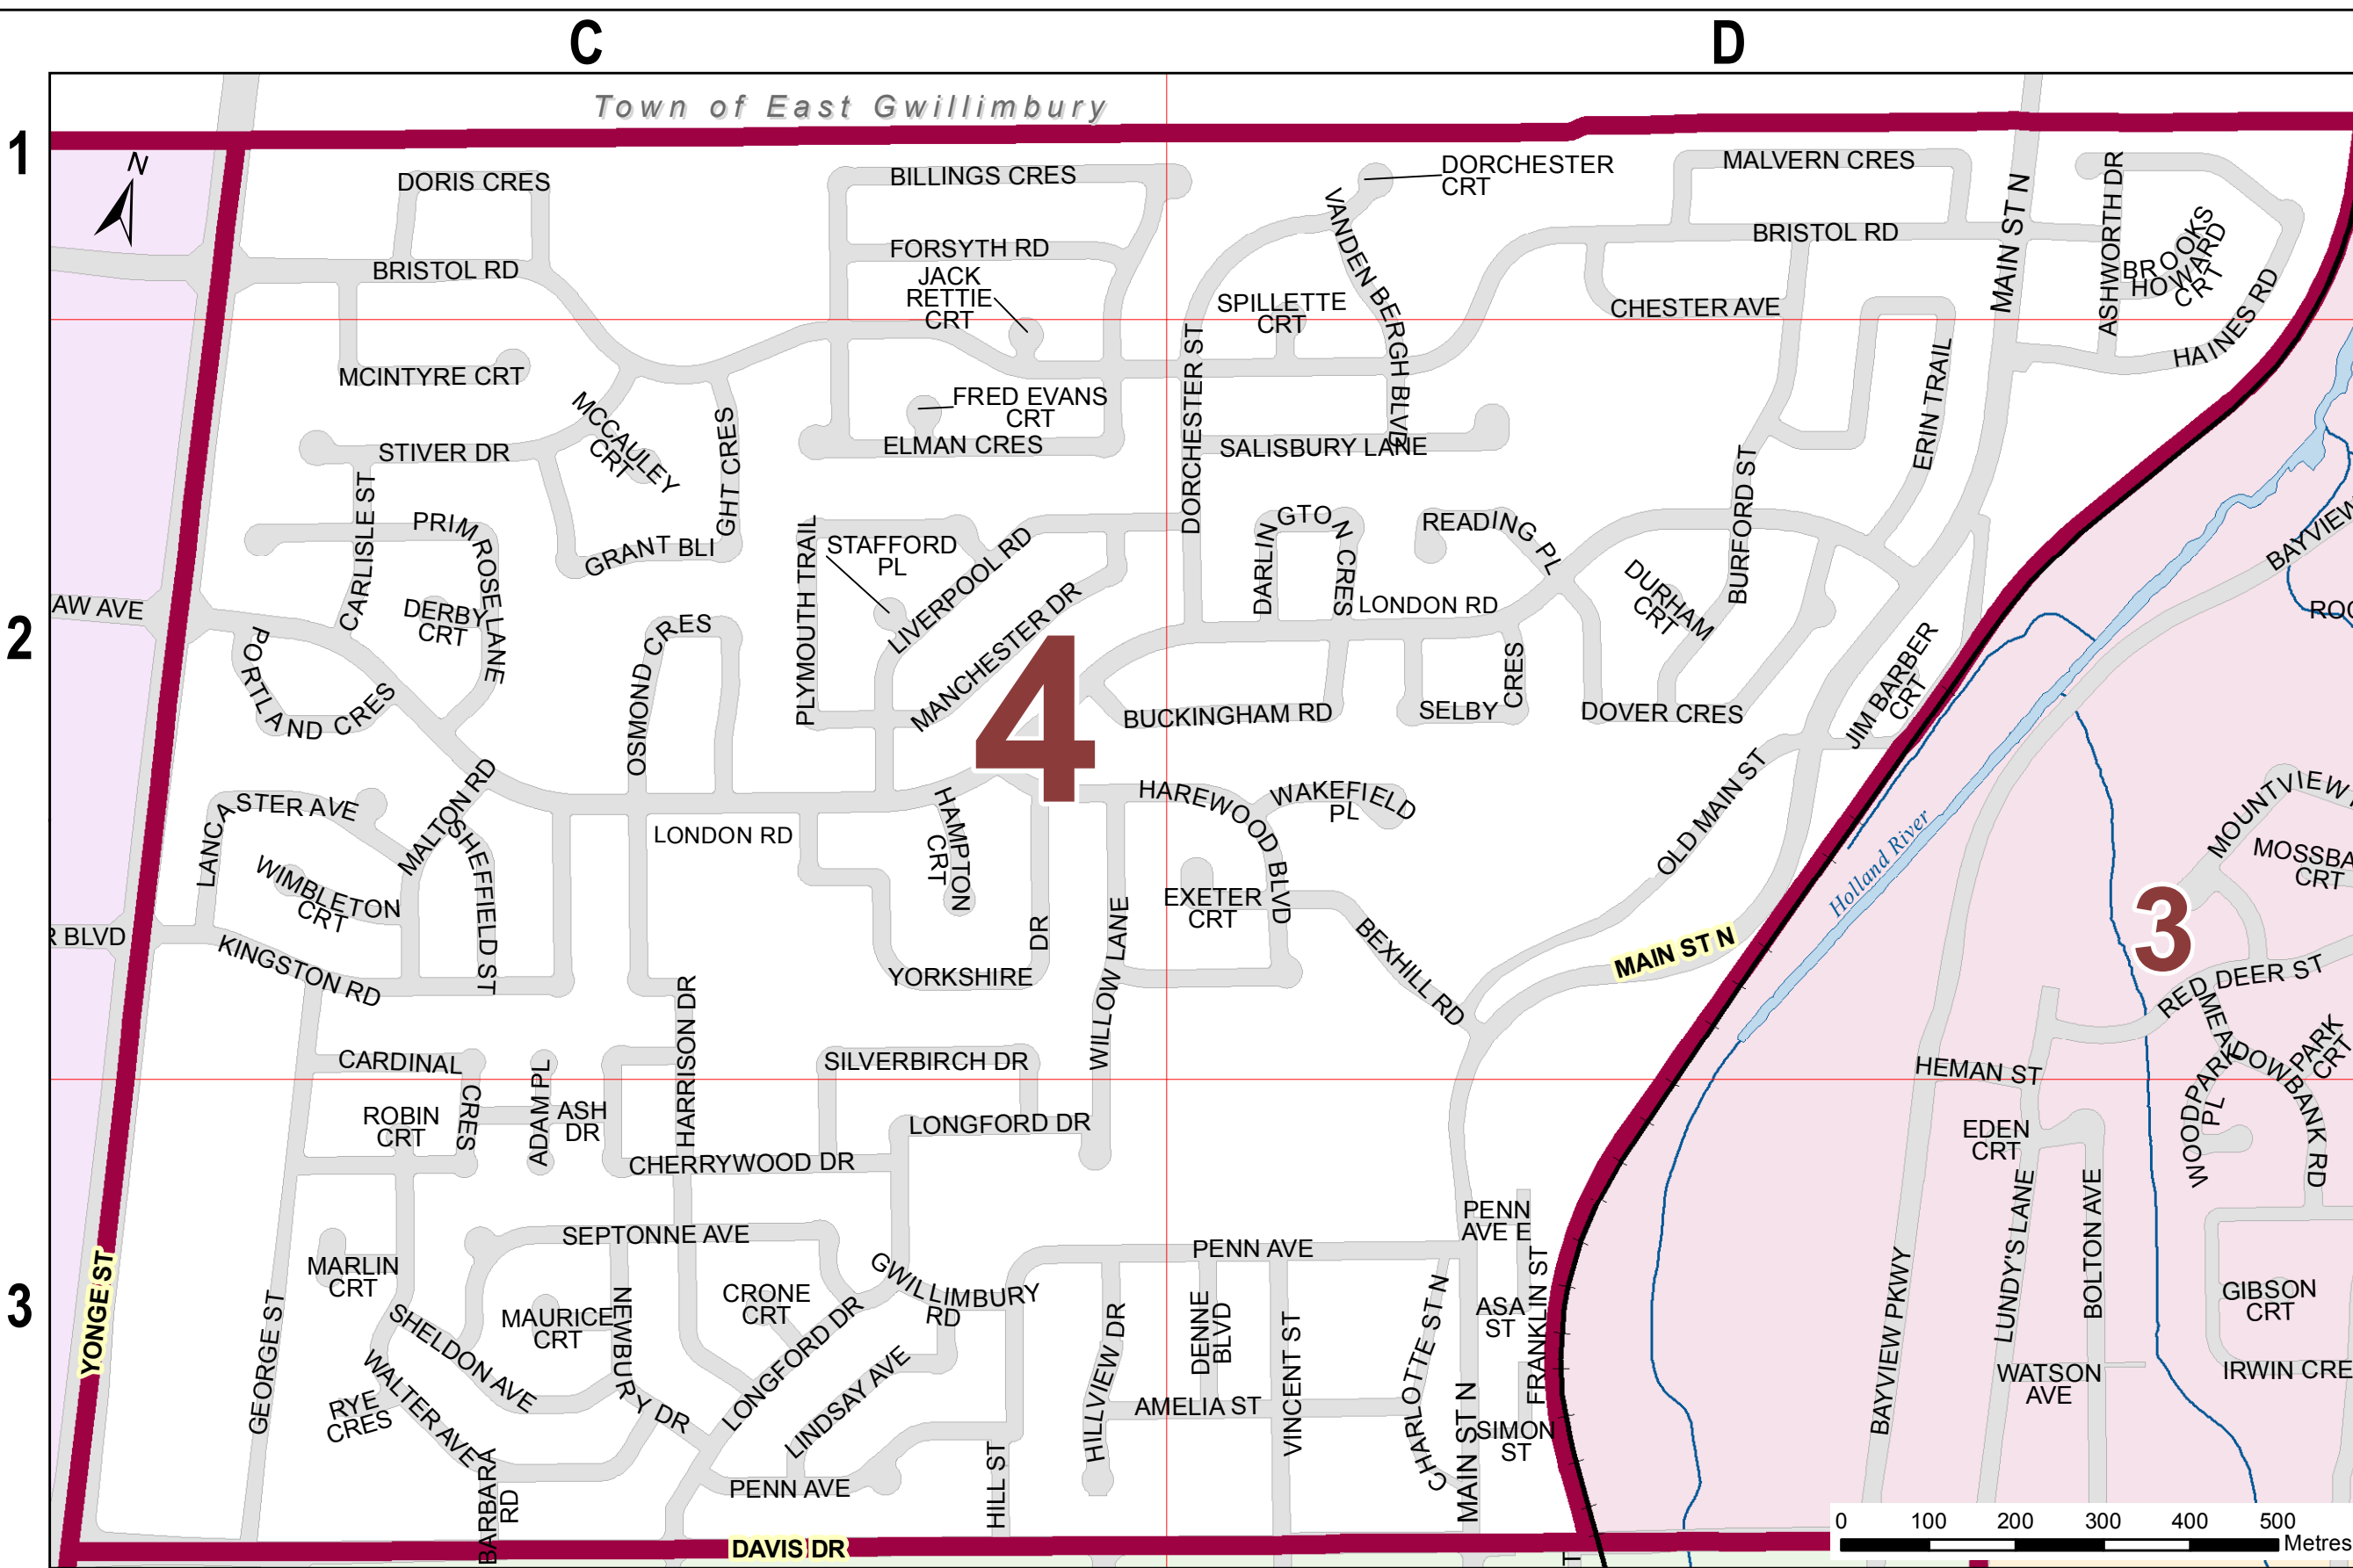 C
D
1
2
3
Town of East Gwillimbury
N
DORIS CRES
BILLINGS CRES
DORCHESTER
CRT
MALVERN CRES
MAIN ST N
ASHWORTH DR
BROOKS
HOWARD
CRT
HAINES RD
BRISTOL RD
FORSYTH RD
JACK
RETTIE
CRT
VANDEN BERGH BLVD
SPILLETTE
CRT
BRISTOL RD
CHESTER AVE
MCINTYRE CRT
MCCAULEY
CRT
FRED EVANS
CRT
ELMAN CRES
DORCHESTER ST
SALISBURY LANE
ERIN TRAIL
STIVER DR
GHT CRES
GRANT BLI
CARLISLE ST
PRIMROSE LANE
DERBY
CRT
PLYMOUTH TRAIL
STAFFORD
PL
LIVERPOOL RD
MANCHESTER DR
DARLINGTON CRES
READING PL
LONDON RD
DURHAM
CRT
BURFORD ST
BAYVIEW
ROC
AW AVE
PORTLAND CRES
OSMOND CRES
4
BUCKINGHAM RD
SELBY
CRES
DOVER CRES
JIM BARBER
CRT
OLD MAIN ST
LANCASTER AVE
MALTON RD
SHEFFIELD ST
WIMBLETON
CRT
LONDON RD
HAMPTON
CRT
HAREWOOD BLVD
WAKEFIELD
PL
EXETER
CRT
Holland River
MOUNTVIEW
MOSSBA
CRT
3
R BLVD
KINGSTON RD
YORKSHIRE
DR
WILLOW LANE
BEXHILL RD
MAIN ST N
RED DEER ST
MEADOWBANK RD
PARK
CRT
WOODPARK
PL
HEMAN ST
CARDINAL
CRES
ADAM PL
ASH
DR
HARRISON DR
SILVERBIRCH DR
ROBIN
CRT
LONGFORD DR
CHERRYWOOD DR
EDEN
CRT
LUNDY'S LANE
BOLTON AVE
PENN
AVE E
SEPTONNE AVE
PENN AVE
MARLIN
CRT
GWILLIMBURY
RD
YONGE ST
GEORGE ST
MAURICE
CRT
NEWBURY DR
CRONE
CRT
LONGFORD DR
LINDSAY AVE
HILLVIEW DR
DENNE
BLVD
VINCENT ST
CHARLOTTE ST N
ASA
ST
FRANKLIN ST
BAYVIEW PKWY
GIBSON
CRT
SHELDON AVE
WALTER AVE
RYE
CRES
AMELIA ST
WATSON
AVE
IRWIN CRE
MAIN ST N
SIMON
ST
BARBARA
RD
PENN AVE
HILL ST
DAVIS DR
T
0 100 200 300 400 500
Metres